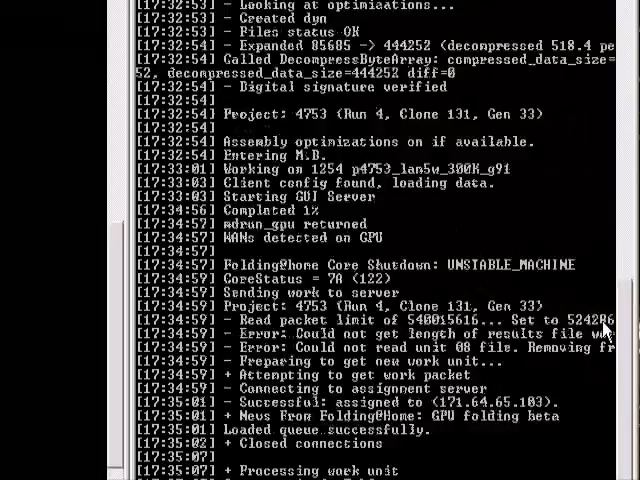 [17:32:53] - Looking at optimizations...
[17:32:53] - Created dyn
[17:32:53] - Files status OK
[17:32:54] - Expanded 85685 -> 444252 (decompressed 518.4 pe
[17:32:54] Called DecompressByteArray: compressed_data_size=
52, decompressed_data_size=444252 diff=0
[17:32:54] - Digital signature verified
[17:32:54]
[17:32:54] Project: 4753 (Run 4, Clone 131, Gen 33)
[17:32:54]
[17:32:54] Assembly optimizations on if available.
[17:32:54] Entering M.D.
[17:33:01] Working on 1254 p4753_lam5w_300K_g91
[17:33:03] Client config found, loading data.
[17:33:03] Starting GUI Server
[17:34:56] Completed 1%
[17:34:57] mdrun_gpu returned
[17:34:57] NANs detected on GPU
[17:34:57]
[17:34:57] Folding@home Core Shutdown: UNSTABLE_MACHINE
[17:34:59] CoreStatus = 7A (122)
[17:34:59] Sending work to server
[17:34:59] Project: 4753 (Run 4, Clone 131, Gen 33)
[17:34:59] - Read packet limit of 540015616... Set to 5242
[17:34:59] - Error: Could not get length of results file
[17:34:59] - Error: Could not read unit 08 file. Removing fr
[17:34:59] - Preparing to get new work unit...
[17:34:59] + Attempting to get work packet
[17:34:59] - Connecting to assignment server
[17:35:01] - Successful: assigned to (171.64.65.103).
[17:35:01] + News From Folding@Home: GPU folding beta
[17:35:01] Loaded queue successfully.
[17:35:02] + Closed connections
[17:35:07]
[17:35:07] + Processing work unit